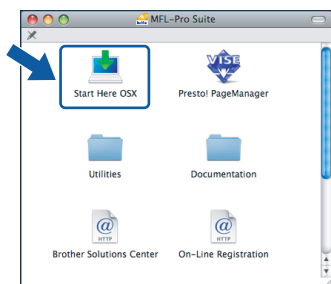 MFL-Pro Suite
VISE
Start Here OSX
Presto! PageManager
Utilities
Documentation
@
HTTP
@
HTTP
Brother Solutions Center
On-Line Registration